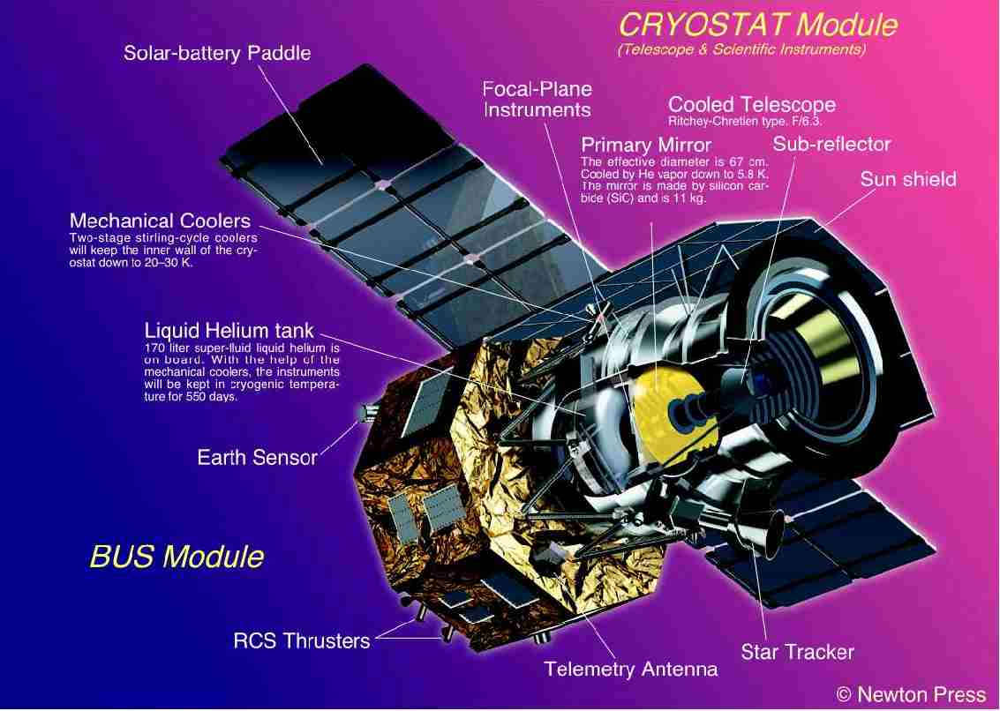 CRYOSTAT Module
(Telescope & Scientific Instruments)
Solar-battery Paddle
Focal-Plane
Instruments
Cooled Telescope
Ritchey-Chretien type. F/6.3.
Primary Mirror
The effective diameter is 67 cm.
Cooled by He vapor down to 5.8 K.
The mirror is made by silicon car-
bide (SiC) and is 11 kg.
Sub-reflector
Sun shield
Mechanical Coolers
Two-stage stirling-cycle coolers
will keep the inner wall of the cry-
ostat down to 20–30 K.
Liquid Helium tank
170 liter super-fluid liquid helium is
on board. With the help of the
mechanical coolers, the instruments
will be kept in cryogenic tempera-
ture for 550 days.
Earth Sensor
BUS Module
RCS Thrusters
Telemetry Antenna
Star Tracker
© Newton Press